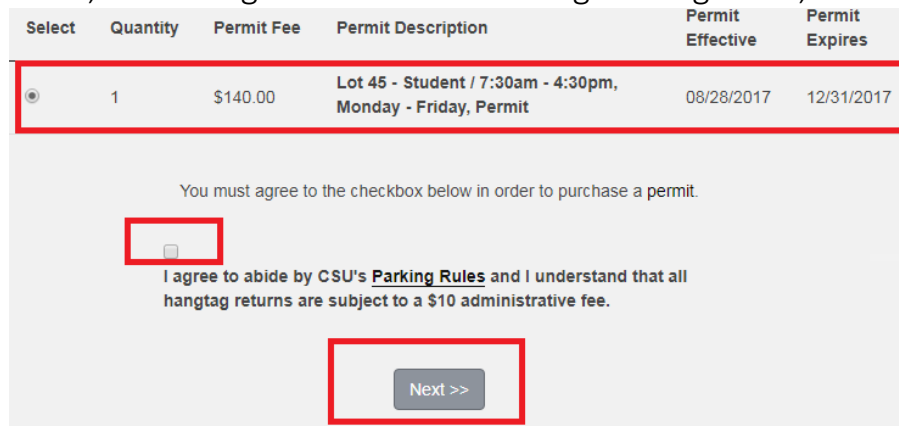 Select Quantity Permit Fee Permit Description Permit Effective Permit Expires
1 $140.00 Lot 45 - Student / 7:30am - 4:30pm, Monday - Friday, Permit 08/28/2017 12/31/2017
You must agree to the checkbox below in order to purchase a permit.
I agree to abide by CSU's Parking Rules and I understand that all
hangtag returns are subject to a $10 administrative fee.
Next >>